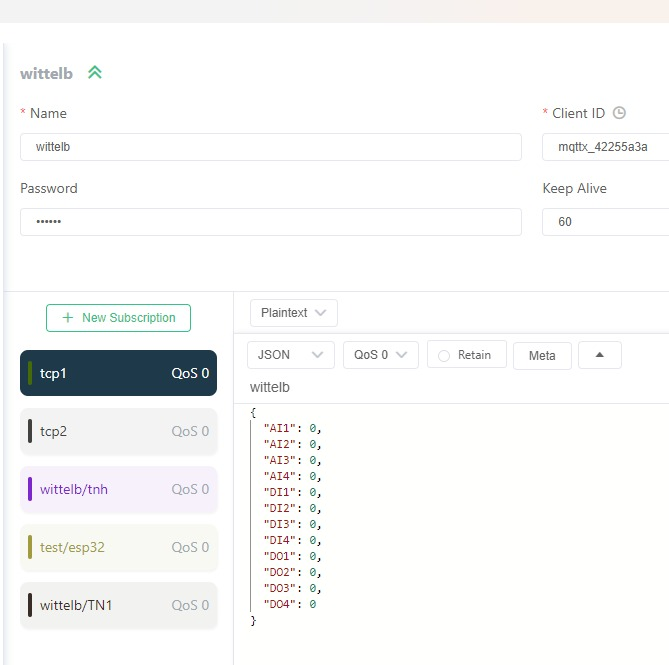 wittelb
* Name
* Client ID
wittelb
mqttx_42255a3a
Password
Keep Alive
••••••
60
+ New Subscription
Plaintext
tcp1 QoS 0
JSON QoS 0 Retain Meta
wittelb
tcp2 QoS 0
wittelb/tnh QoS 0
test/esp32 QoS 0
wittelb/TN1 QoS 0
{
"AI1": 0,
"AI2": 0,
"AI3": 0,
"AI4": 0,
"DI1": 0,
"DI2": 0,
"DI3": 0,
"DI4": 0,
"DO1": 0,
"DO2": 0,
"DO3": 0,
"DO4": 0
}